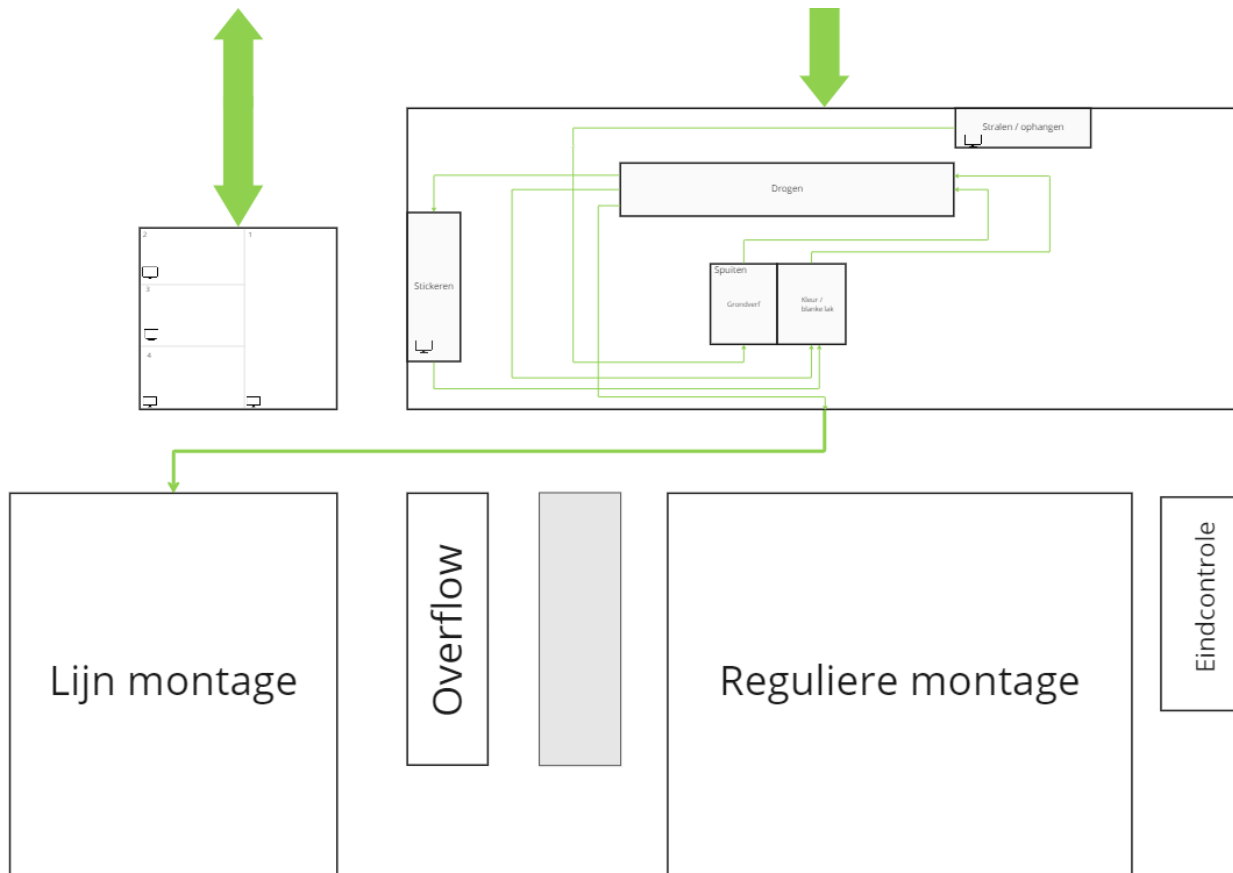 Stralen / ophangen
Drogen
2
1
3
4
Stickeren
Spuiten
Grondverf
Kleur /
blanke lak
Lijn montage
Overflow
Reguliere montage
Eindcontrole